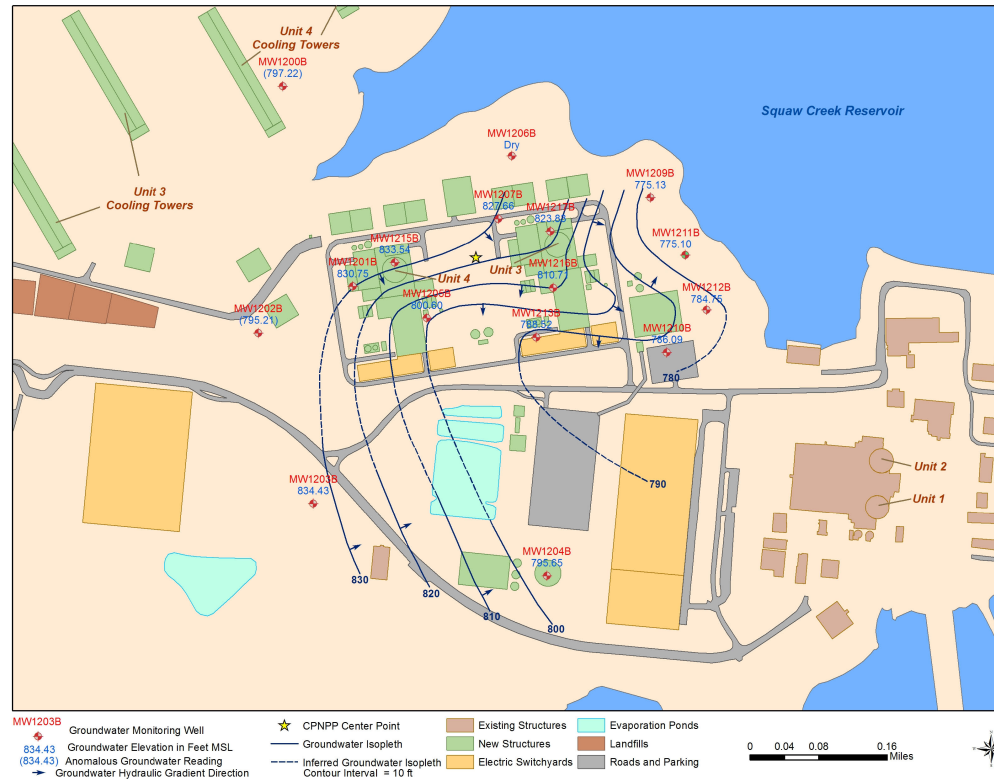 Unit 4
Cooling Towers
MW1200B
(797.22)
Squaw Creek Reservoir
MW1206B
Dry
Unit 3
Cooling Towers
MW1209B
775.13
MW1207B
827.66
MW1217B
823.83
MW1211B
775.10
MW1215B
833.54
MW1201B
830.75
Unit 4
Unit 3
MW1216B
810.71
MW1205B
800.60
MW1212B
784.75
MW1202B
(795.21)
MW1213B
788.52
MW1210B
786.09
780
Unit 2
Unit 1
790
MW1203B
834.43
MW1204B
795.65
830
820
810
800
MW1203B
Groundwater Monitoring Well
834.43
Groundwater Elevation in Feet MSL
(834.43)
Anomalous Groundwater Reading
Groundwater Hydraulic Gradient Direction
CPNPP Center Point
Groundwater Isopleth
Inferred Groundwater Isopleth
Contour Interval = 10 ft
Existing Structures
New Structures
Electric Switchyards
Evaporation Ponds
Landfills
Roads and Parking
0 0.04 0.08 0.16
Miles